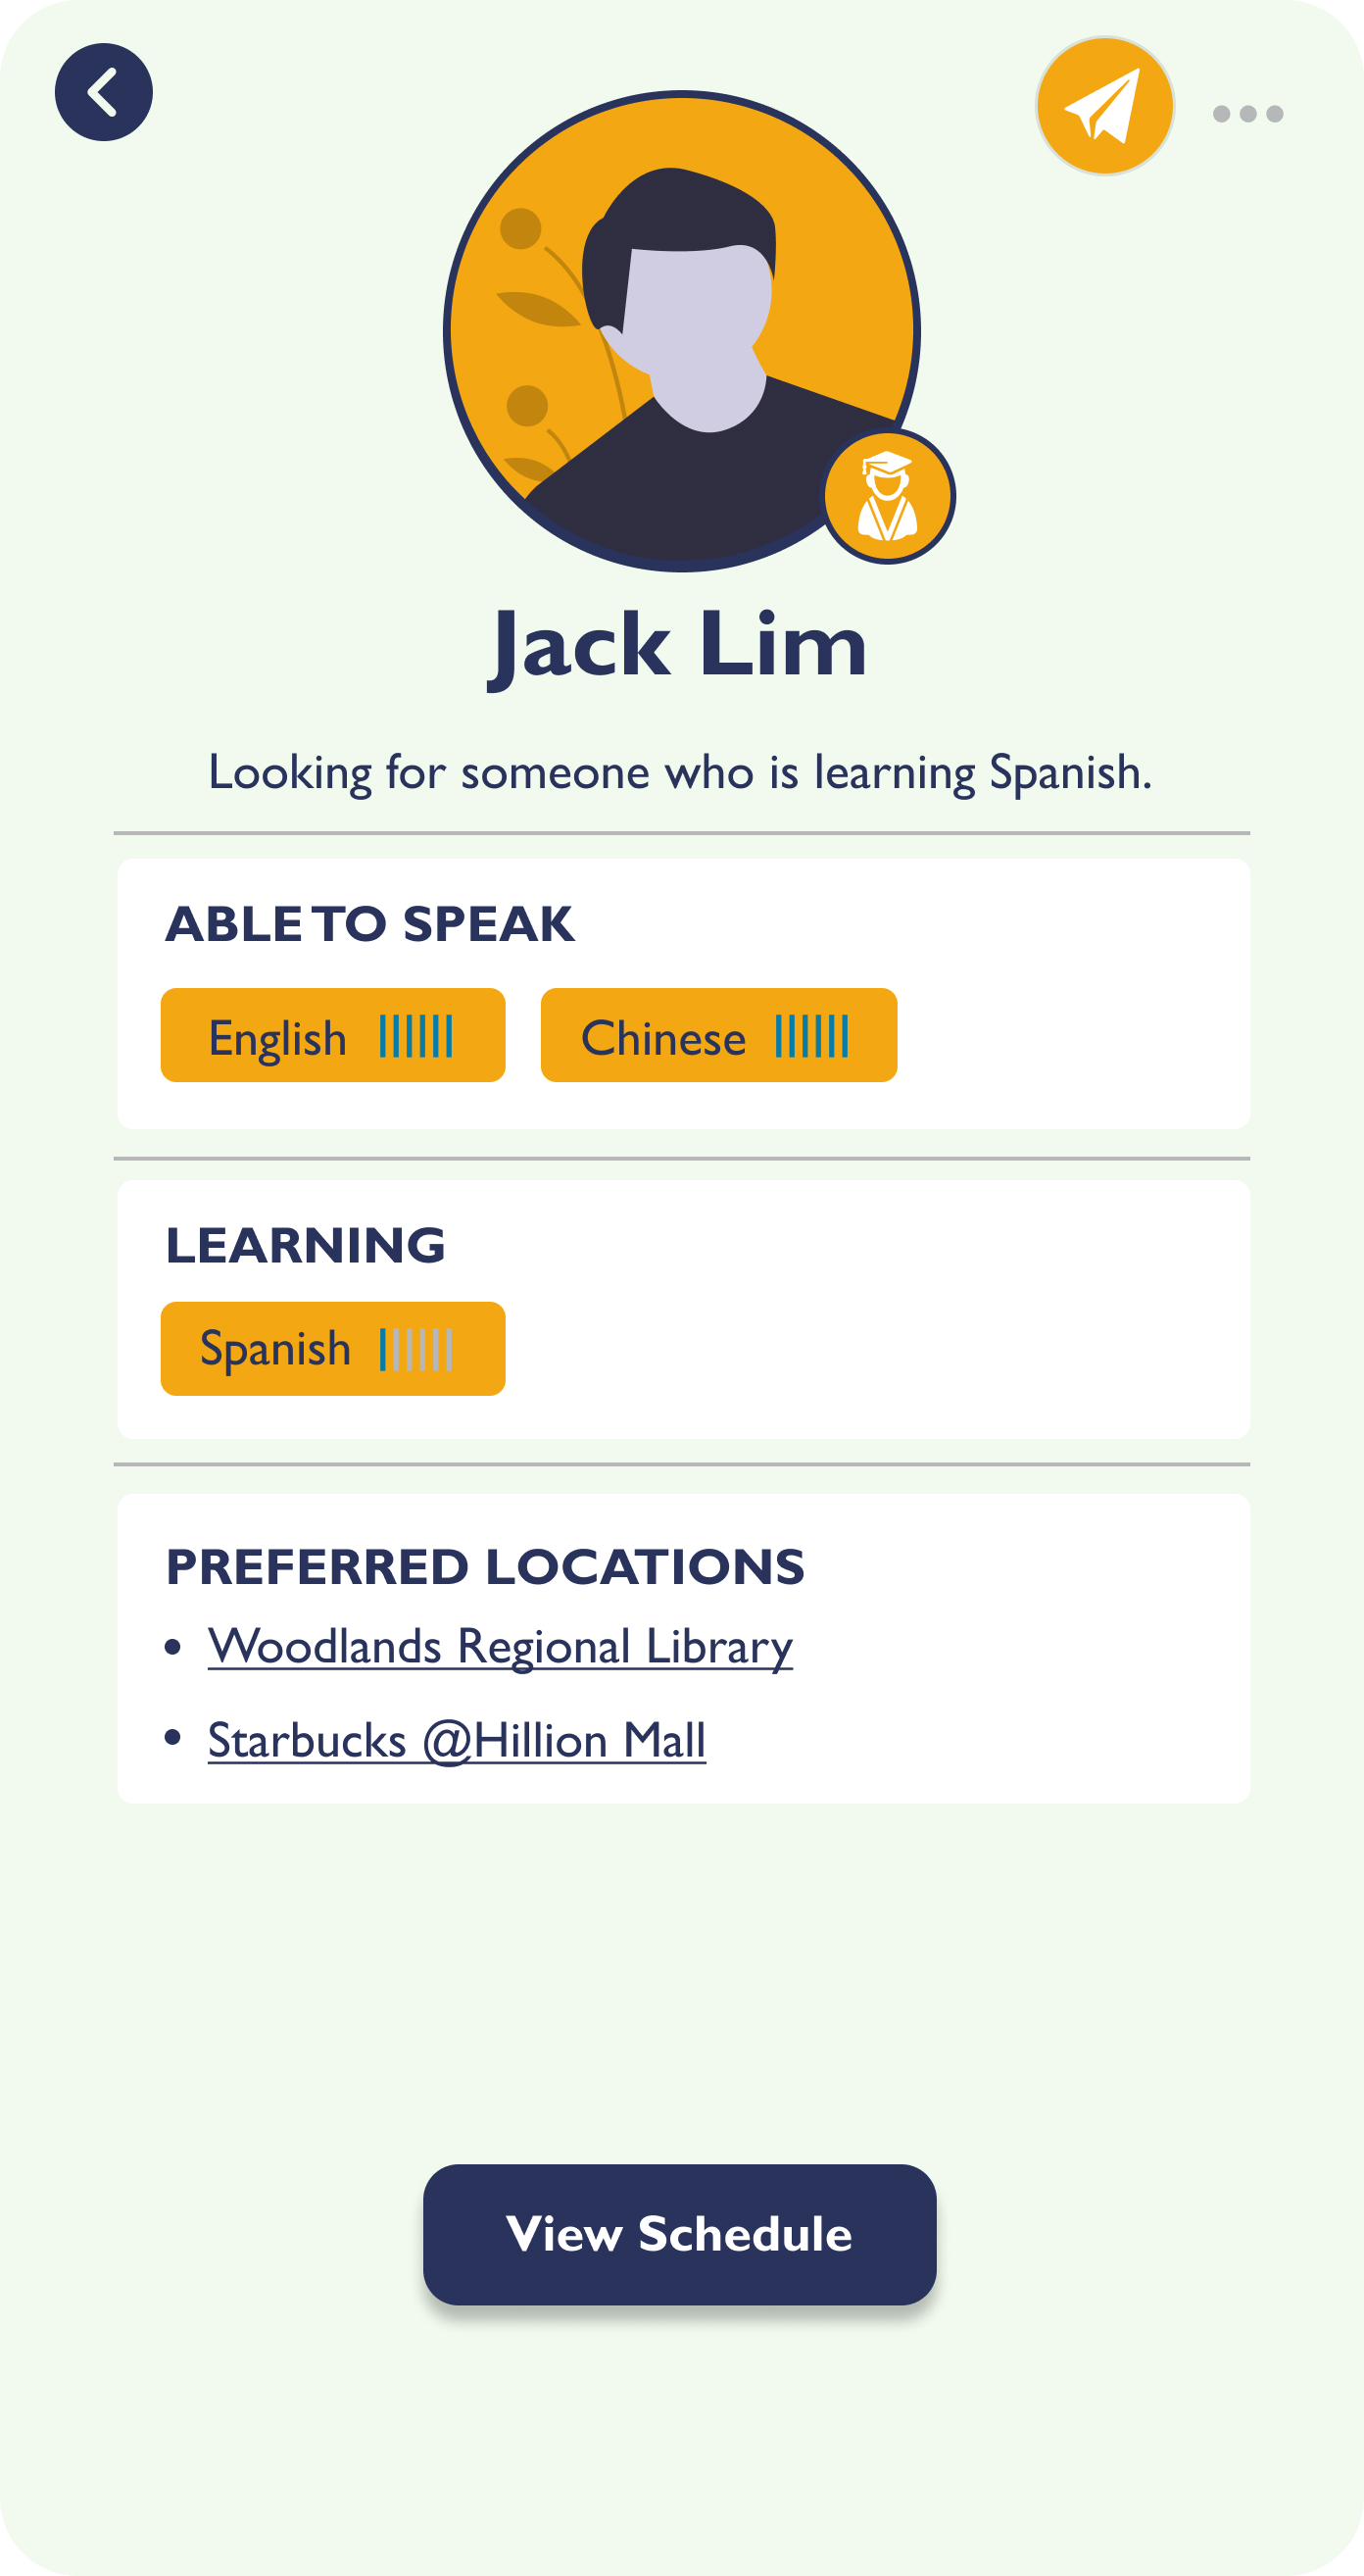 Jack Lim
Looking for someone who is learning Spanish.
ABLE TO SPEAK
English
Chinese
LEARNING
Spanish
PREFERRED LOCATIONS
Woodlands Regional Library
Starbucks @Hillion Mall
View Schedule